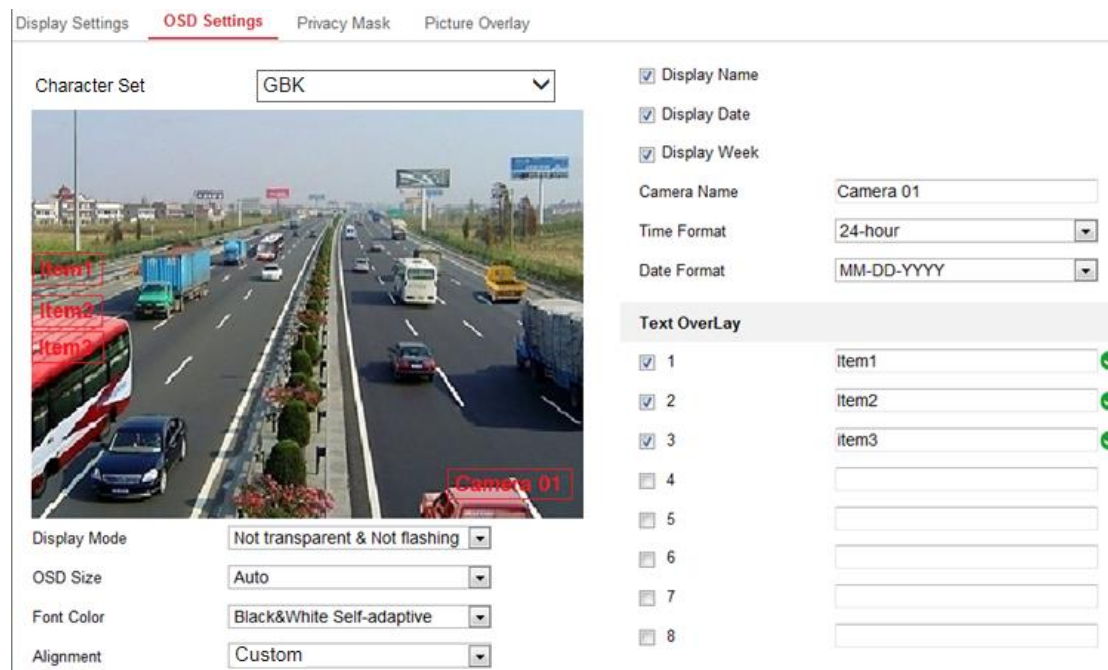 Display Settings
OSD Settings
Privacy Mask
Picture Overlay
Character Set
GBK
Item1
Item2
Item3
Camera 01
Display Mode
Not transparent & Not flashing
OSD Size
Auto
Font Color
Black&White Self-adaptive
Alignment
Custom
Display Name
Display Date
Display Week
Camera Name
Camera 01
Time Format
24-hour
Date Format
MM-DD-YYYY
Text OverLay
1
Item1
2
Item2
3
item3
4
5
6
7
8